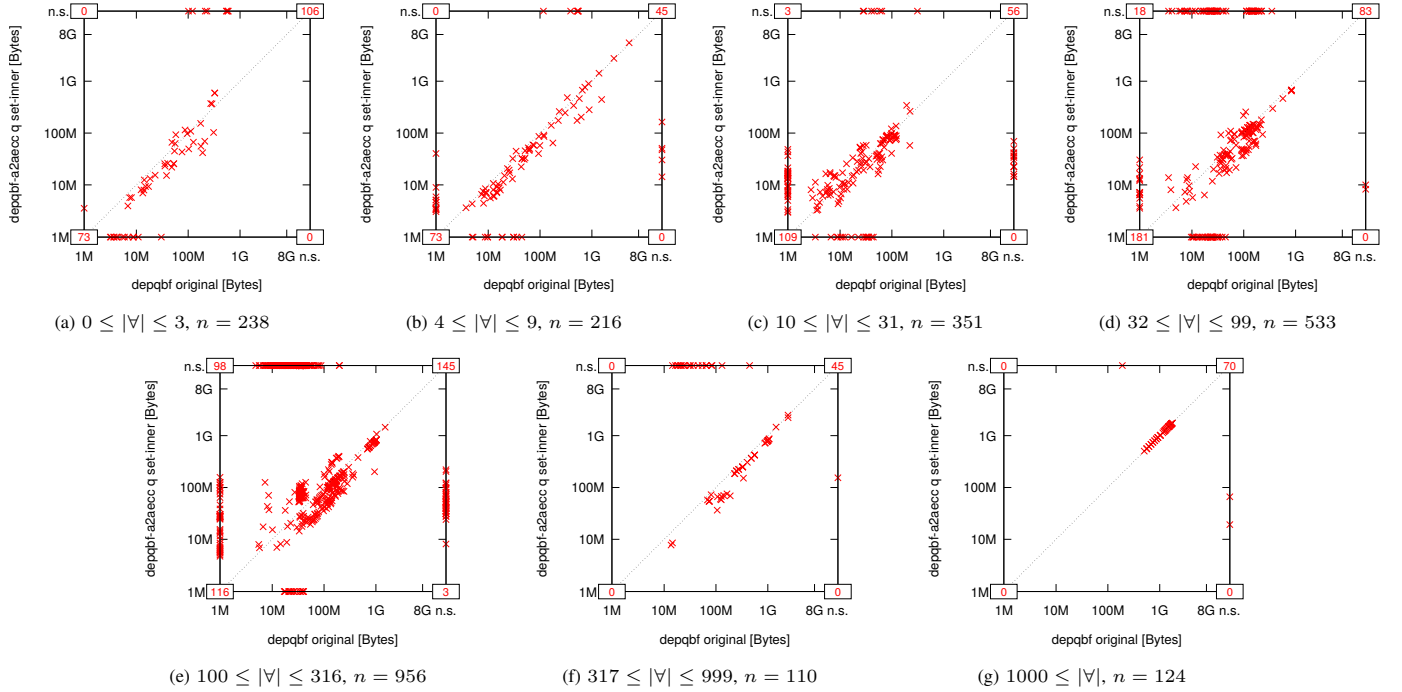 0 106 0 45 3 56 18 83
n.s. n.s. n.s. n.s.
8G 8G 8G 8G
1G 1G 1G 1G
100M 100M 100M 100M
10M 10M 10M 10M
1M 1M 1M 1M
73 0 73 0 109 0 181 0
depqbf-a2aecc q set-inner [Bytes]
depqbf-a2aecc q set-inner [Bytes]
depqbf-a2aecc q set-inner [Bytes]
depqbf-a2aecc q set-inner [Bytes]
1M 10M 100M 1G 8G n.s. 1M 10M 100M 1G 8G n.s. 1M 10M 100M 1G 8G n.s. 1M 10M 100M 1G 8G n.s.
depqbf original [Bytes] depqbf original [Bytes] depqbf original [Bytes] depqbf original [Bytes]
(a) 0 ≤ |∀| ≤ 3, n = 238 (b) 4 ≤ |∀| ≤ 9, n = 216 (c) 10 ≤ |∀| ≤ 31, n = 351 (d) 32 ≤ |∀| ≤ 99, n = 533
98 145 0 45 0 70
n.s. n.s. n.s.
8G 8G 8G
1G 1G 1G
100M 100M 100M
10M 10M 10M
1M 1M 1M
116 3 0 0 0 0
depqbf-a2aecc q set-inner [Bytes]
depqbf-a2aecc q set-inner [Bytes]
depqbf-a2aecc q set-inner [Bytes]
1M 10M 100M 1G 8G n.s. 1M 10M 100M 1G 8G n.s. 1M 10M 100M 1G 8G n.s.
depqbf original [Bytes] depqbf original [Bytes] depqbf original [Bytes]
(e) 100 ≤ |∀| ≤ 316, n = 956 (f) 317 ≤ |∀| ≤ 999, n = 110 (g) 1000 ≤ |∀|, n = 124